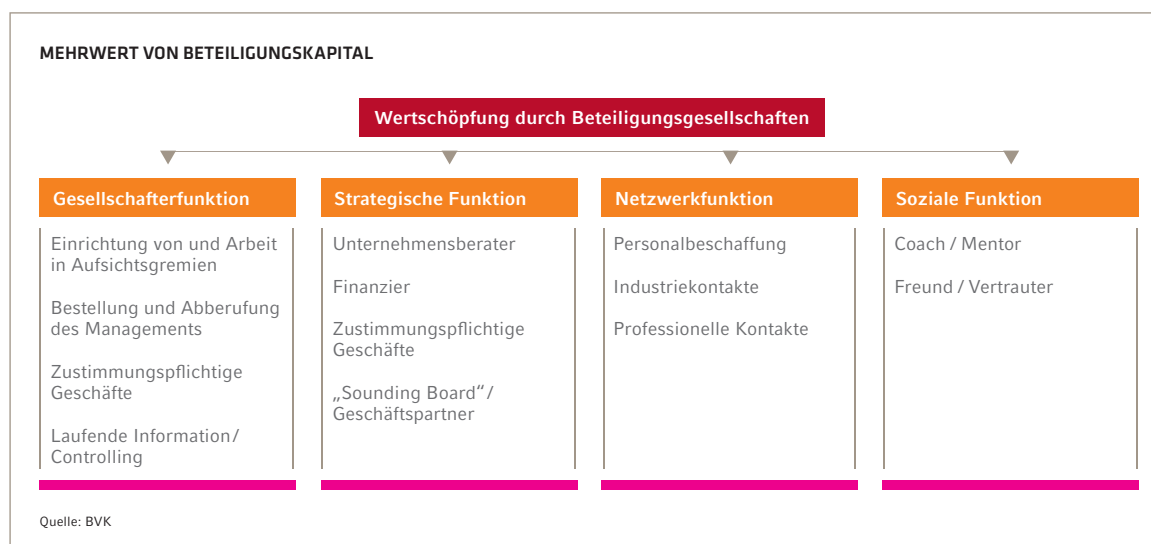 MEHRWERT VON BETEILIGUNGSKAPITAL
Wertschöpfung durch Beteiligungsgesellschaften
Gesellschafterfunktion
Einrichtung von und Arbeit
in Aufsichtsgremien
Bestellung und Abberufung
des Managements
Zustimmungspflichtige
Geschäfte
Laufende Information/
Controlling
Strategische Funktion
Unternehmensberater
Finanzier
Zustimmungspflichtige
Geschäfte
„Sounding Board“/
Geschäftspartner
Netzwerkfunktion
Personalbeschaffung
Industriekontakte
Professionelle Kontakte
Soziale Funktion
Coach / Mentor
Freund / Vertrauter
Quelle: BVK